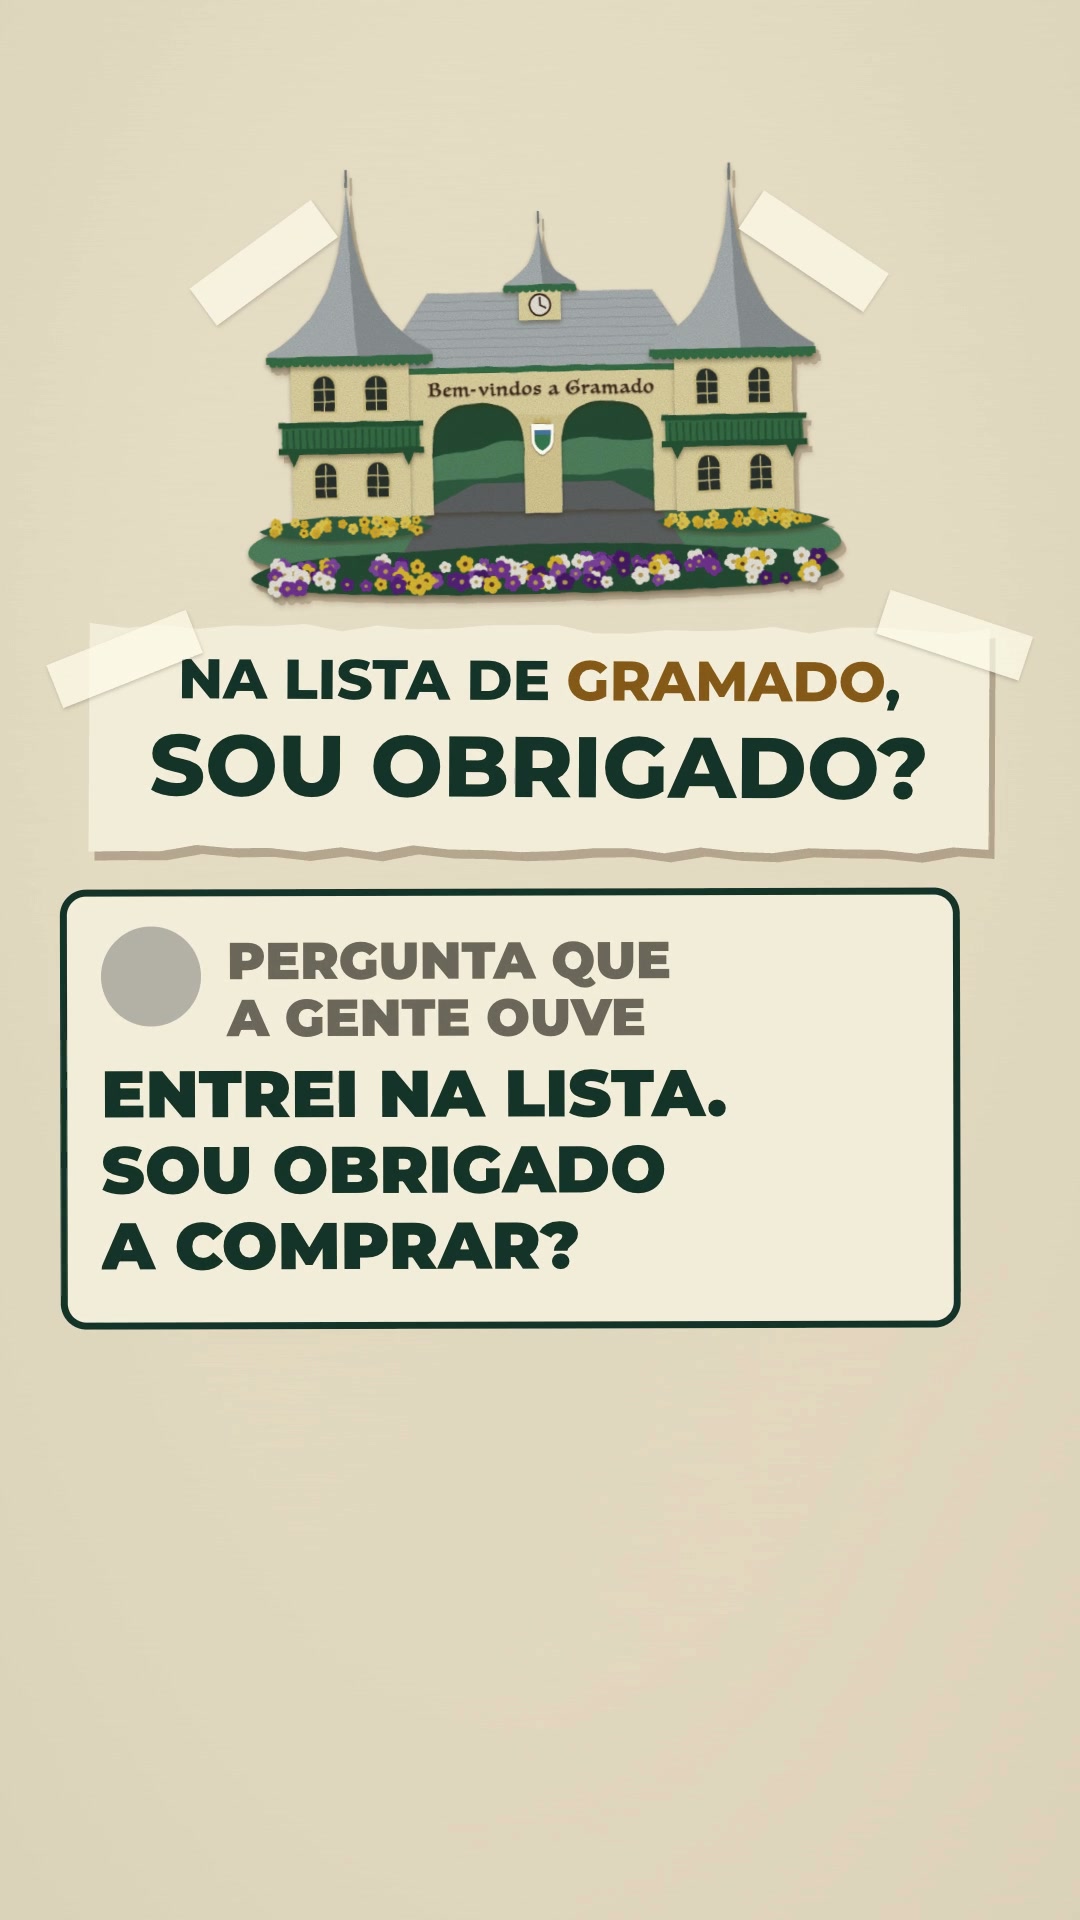 Bem-vindos a Gramado
NA LISTA DE GRAMADO,
SOU OBRIGADO?
PERGUNTA QUE
A GENTE OUVE
ENTREI NA LISTA.
SOU OBRIGADO
A COMPRAR?